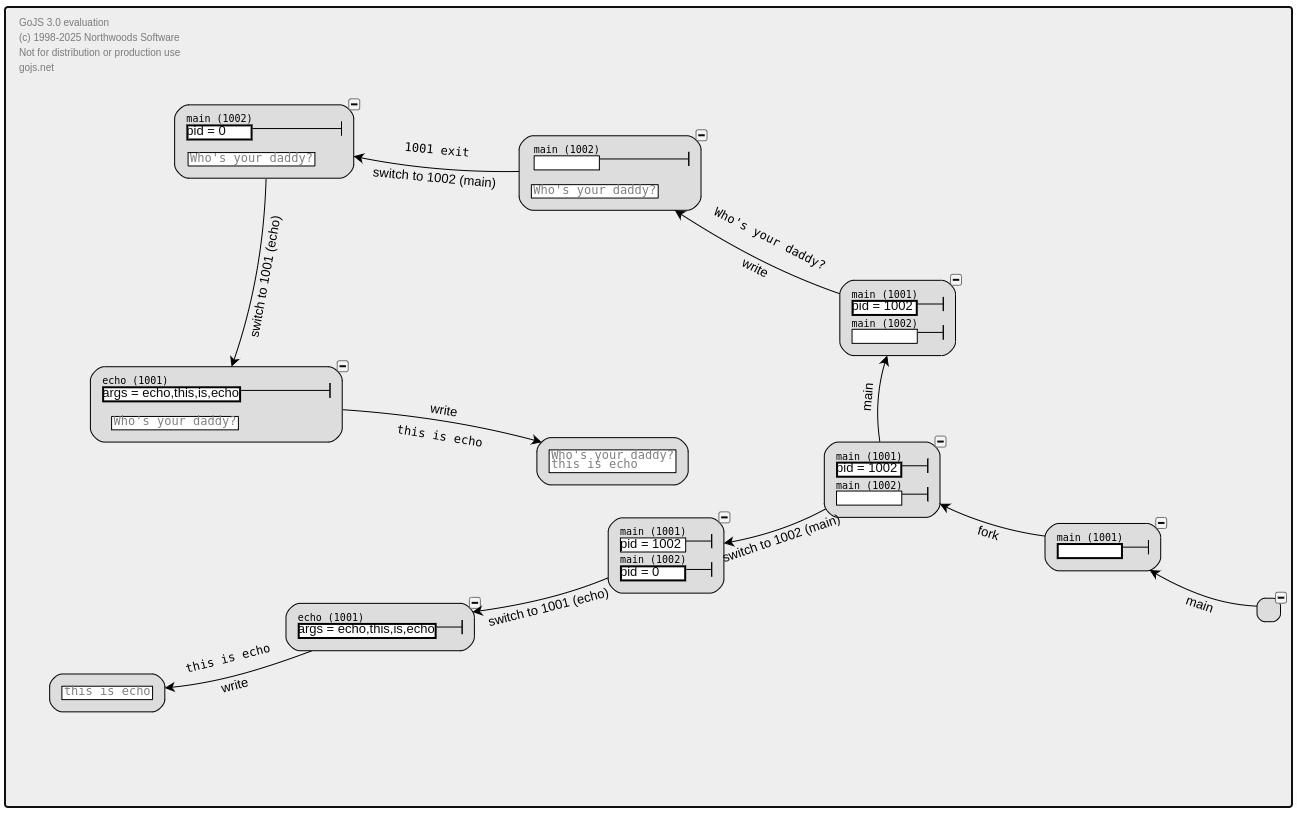 GoJS 3.0 evaluation
(c) 1998-2025 Northwoods Software
Not for distribution or production use
gojs.net
main (1002)
pid = 0
Who's your daddy?
1001 exit
switch to 1002 (main)
main (1002)
Who's your daddy?
Who's your daddy?
write
switch to 1001 (echo)
main (1001)
pid = 1002
main (1002)
main
echo (1001)
args = echo,this,is,echo
Who's your daddy?
write
this is echo
Who's your daddy?
this is echo
main (1001)
pid = 1002
main (1002)
switch to 1002 (main)
fork
main (1001)
main
main (1001)
pid = 1002
main (1002)
pid = 0
switch to 1001 (echo)
echo (1001)
args = echo,this,is,echo
this is echo
write
this is echo